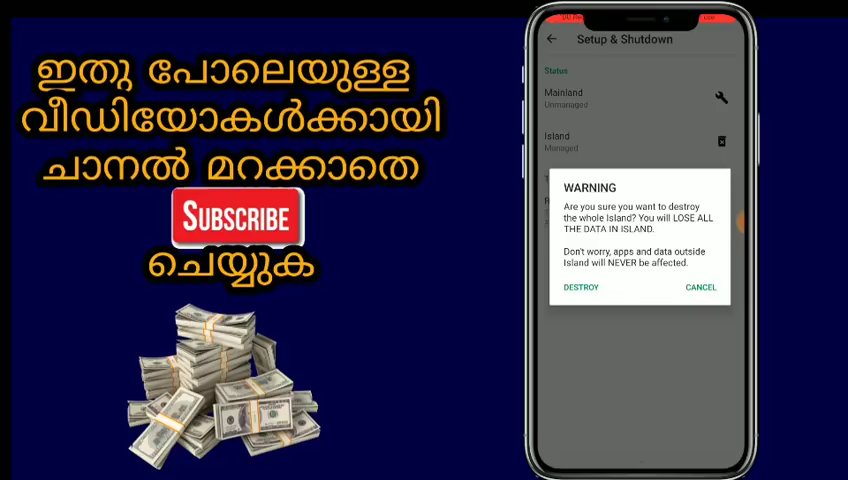 ഇതു പോലെയുള്ള
വീഡിയോകൾക്കായി
ചാനൽ മറക്കാതെ
SUBSCRIBE
ചെയ്യുക
Setup & Shutdown
Status
Mainland
Unmanaged
Island
Managed
WARNING
Are you sure you want to destroy
the whole Island? You will LOSE ALL
THE DATA IN ISLAND.
Don't worry, apps and data outside
Island will NEVER be affected.
DESTROY
CANCEL